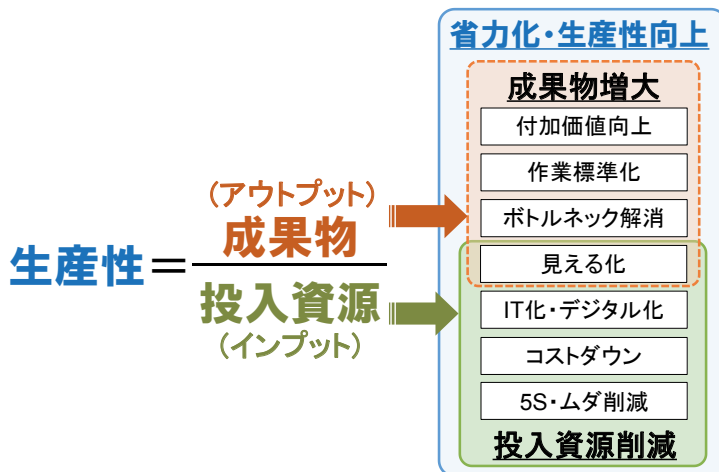 省力化・生産性向上
成果物増大
付加価値向上
作業標準化
ボトルネック解消
見える化
IT化・デジタル化
コストダウン
5S・ムダ削減
投入資源削減
生産性＝
(アウトプット)
成果物
投入資源
(インプット)